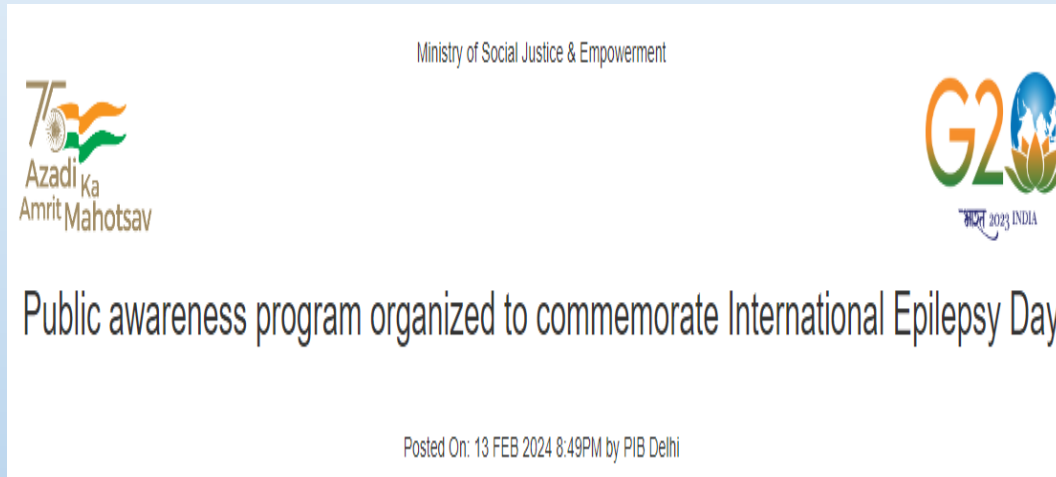 Ministry of Social Justice & Empowerment
75
Azadi Ka
Amrit Mahotsav
G20
भारत 2023 INDIA
Public awareness program organized to commemorate International Epilepsy Day
Posted On: 13 FEB 2024 8:49PM by PIB Delhi